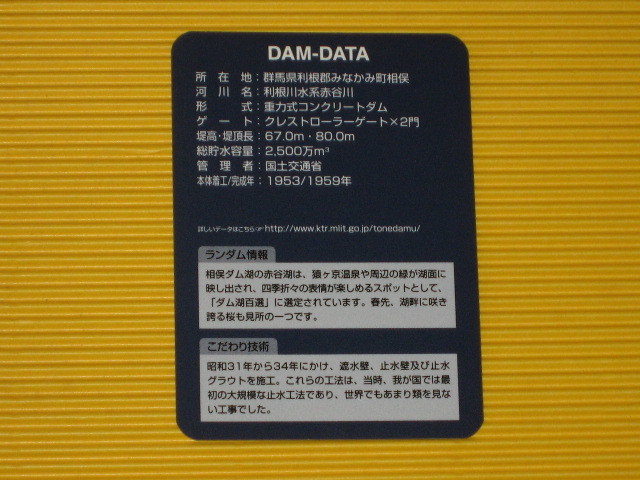 DAM-DATA
所在地：群馬県利根郡みなかみ町相俣
河川名：利根川水系赤谷川
形式：重力式コンクリートダム
ゲート：クレストローラーゲート×2門
堤高・堤頂長：67.0m・80.0m
総貯水容量：2,500万m³
管理者：国土交通省
本体着工/完成年：1953/1959年
詳しいデータはこちら☞http://www.ktr.mlit.go.jp/tonedamu/
ランダム情報
相俣ダム湖の赤谷湖は、猿ヶ京温泉や周辺の緑が湖面に
映し出され、四季折々の表情が楽しめるスポットとして、
「ダム湖百選」に選定されています。春先、湖畔に咲き
誇る桜も見所の一つです。
こだわり技術
昭和31年から34年にかけ、遮水壁、止水壁及び止水
グラウトを施工。これらの工法は、当時、我が国では最
初の大規模な止水工法であり、世界でもあまり類を見な
い工事でした。